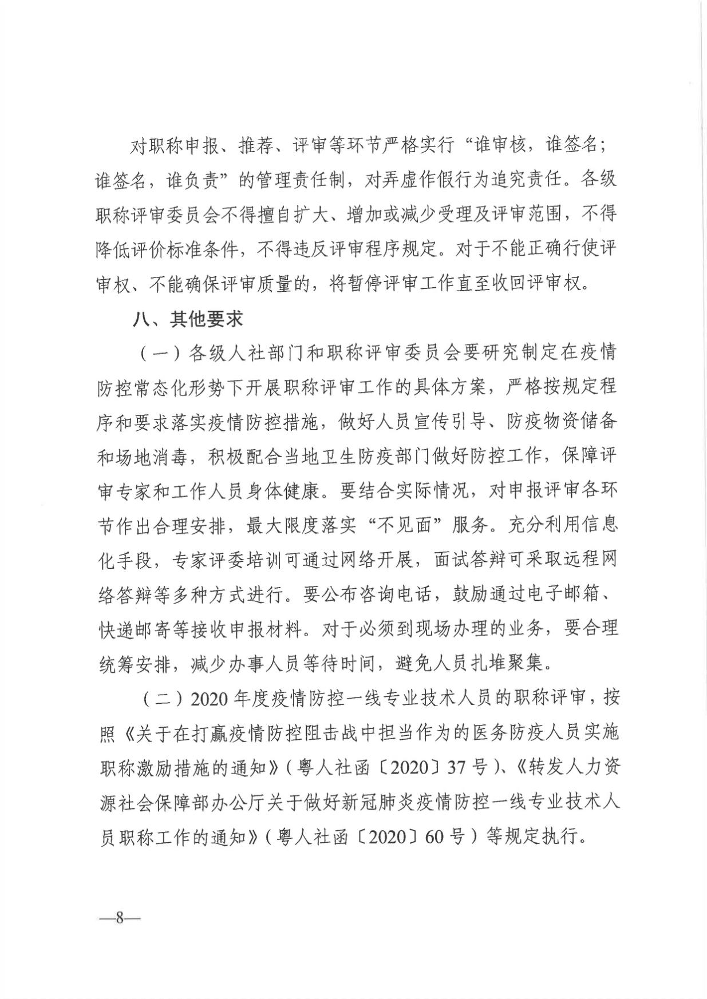 对职称申报、推荐、评审等环节严格实行“谁审核，谁签名；
谁签名，谁负责”的管理责任制，对弄虚作假行为追究责任。各级
职称评审委员会不得擅自扩大、增加或减少受理及评审范围，不得
降低评价标准条件，不得违反评审程序规定。对于不能正确行使评
审权、不能确保评审质量的，将暂停评审工作直至收回评审权。
八、其他要求
（一）各级人社部门和职称评审委员会要研究制定在疫情
防控常态化形势下开展职称评审工作的具体方案，严格按规定程
序和要求落实疫情防控措施，做好人员宣传引导、防疫物资储备
和场地消毒，积极配合当地卫生防疫部门做好防控工作，保障评
审专家和工作人员身体健康。要结合实际情况，对申报评审各环
节作出合理安排，最大限度落实“不见面”服务。充分利用信息
化手段，专家评委培训可通过网络开展，面试答辩可采取远程网
络答辩等多种方式进行。要公布咨询电话，鼓励通过电子邮箱、
快递邮寄等接收申报材料。对于必须到现场办理的业务，要合理
统筹安排，减少办事人员等待时间，避免人员扎堆聚集。
（二）2020 年度疫情防控一线专业技术人员的职称评审，按
照《关于在打赢疫情防控阻击战中担当作为的医务防疫人员实施
职称激励措施的通知》（粤人社函〔2020〕37 号）、《转发人力资
源社会保障部办公厅关于做好新冠肺炎疫情防控一线专业技术人
员职称工作的通知》（粤人社函〔2020〕60 号）等规定执行。
—8—